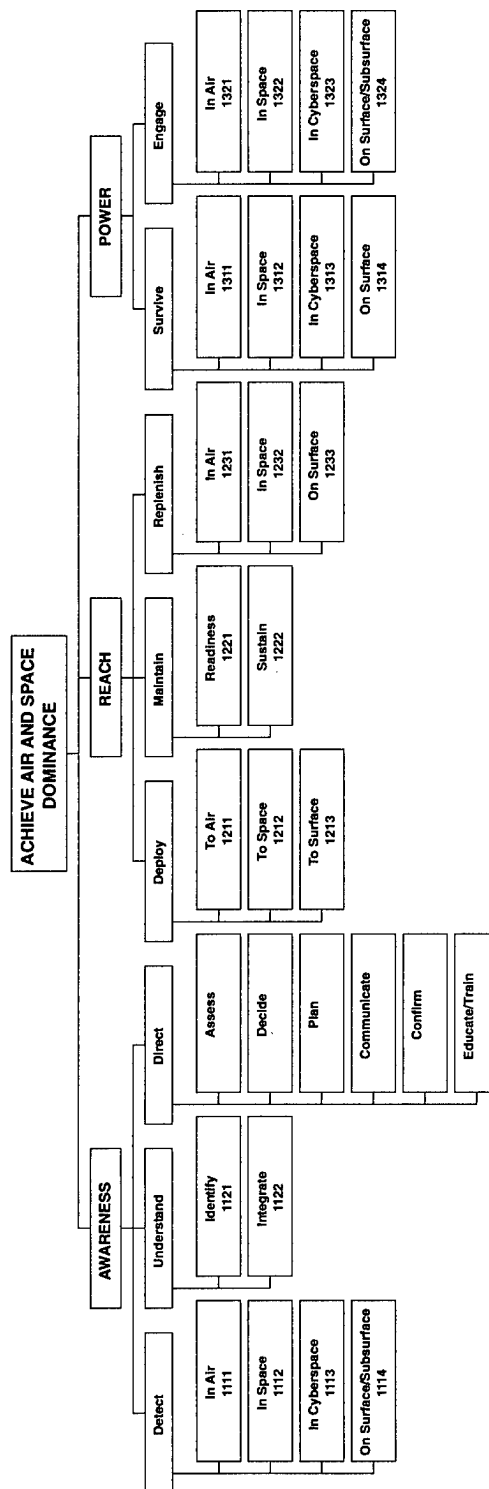 ACHIEVE AIR AND SPACE
DOMINANCE
AWARENESS
REACH
POWER
Detect
Understand
Direct
Deploy
Maintain
Replenish
Survive
Engage
In Air
1111
In Space
1112
In Cyberspace
1113
On Surface/Subsurface
1114
Identify
1121
Integrate
1122
Assess
Decide
Plan
Communicate
Confirm
Educate/Train
To Air
1211
To Space
1212
To Surface
1213
Readiness
1221
Sustain
1222
In Air
1231
In Space
1232
On Surface
1233
In Air
1311
In Space
1312
In Cyberspace
1313
On Surface
1314
In Air
1321
In Space
1322
In Cyberspace
1323
On Surface/Subsurface
1324